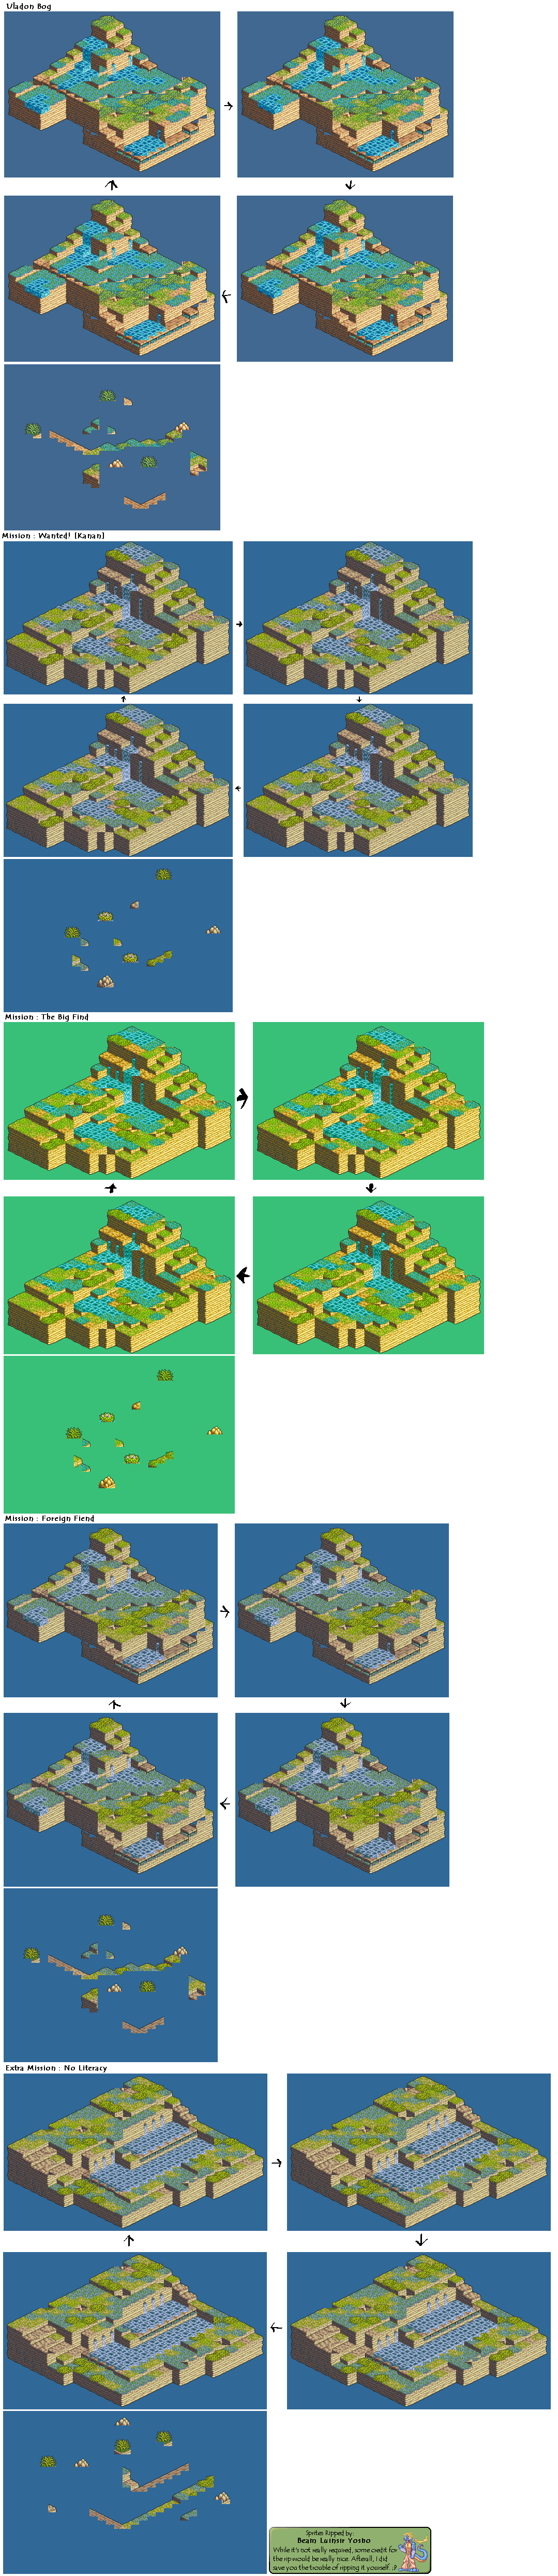 Uladon Bog
Mission : Wanted! [Kanan]
Mission : The Big Find
Mission : Foreign Fiend
Extra Mission : No Literacy
Sprites Ripped by:
Beam Luinsir Yosho
While it's not really required, some credit for
the rip would be really nice. Afterall, I did
save you the trouble of ripping it yourself. ;P